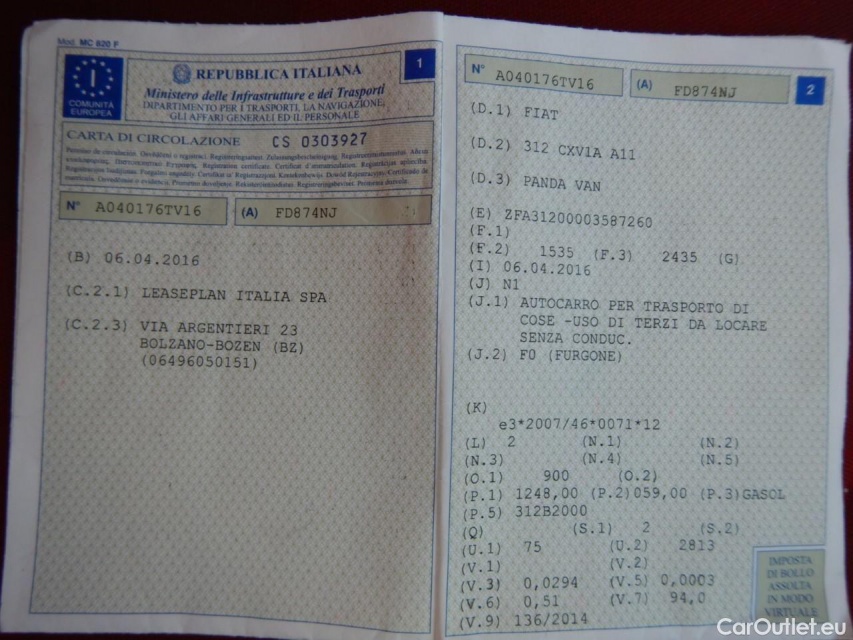 Mod. MC 820 F
I
COMUNITÀ
EUROPEA
REPUBBLICA ITALIANA
Ministero delle Infrastrutture e dei Trasporti
DIPARTIMENTO PER I TRASPORTI, LA NAVIGAZIONE,
GLI AFFARI GENERALI ED IL PERSONALE
1
CARTA DI CIRCOLAZIONE CS 0303927
N° A040176TV16 (A) FD874NJ
(B) 06.04.2016
(C.2.1) LEASEPLAN ITALIA SPA
(C.2.3) VIA ARGENTIERI 23
BOLZANO-BOZEN (BZ)
(06496050151)
N° A040176TV16 (A) FD874NJ
2
(D.1) FIAT
(D.2) 312 CXV1A A11
(D.3) PANDA VAN
(E) ZFA31200003587260
(F.1)
(F.2) 1535 (F.3) 2435 (G)
(I) 06.04.2016
(J) N1
(J.1) AUTOCARRO PER TRASPORTO DI
COSE -USO DI TERZI DA LOCARE
SENZA CONDUC.
(J.2) F0 (FURGONE)
(K)
e3*2007/46*0071*12
(L) 2 (N.1) (N.2)
(N.3) (N.4) (N.5)
(O.1) 900 (O.2)
(P.1) 1248,00 (P.2)059,00 (P.3)GASOL
(P.5) 312B2000
(Q) (S.1) 2 (S.2)
(U.1) 75 (U.2) 2813
(V.1) (V.2)
(V.3) 0,0294 (V.5) 0,0003
(V.6) 0,51 (V.7) 94,0
(V.9) 136/2014
IMPOSTA
DI BOLLO
ASSOLTA
IN MODO
VIRTUALE
CarOutlet.eu